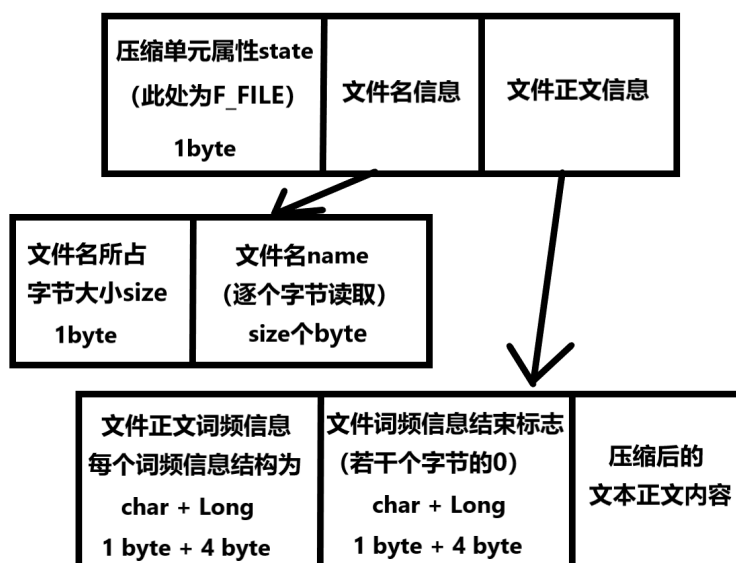 压缩单元属性state
（此处为F_FILE）
1byte
文件名信息
文件正文信息
文件名所占
字节大小size
1byte
文件名name
（逐个字节读取）
size个byte
文件正文词频信息
每个词频信息结构为
char + Long
1 byte + 4 byte
文件词频信息结束标志
（若干个字节的0）
char + Long
1 byte + 4 byte
压缩后的
文本正文内容